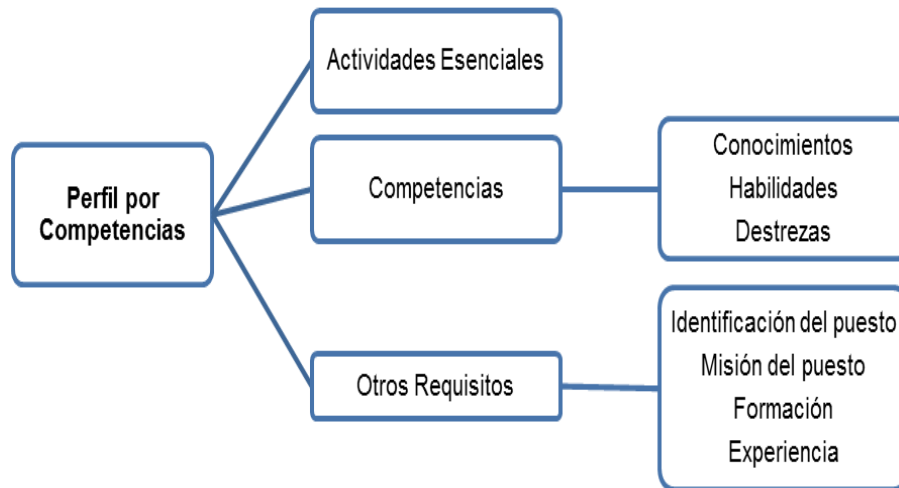 Perfil por
Competencias
Actividades Esenciales
Competencias
Conocimientos
Habilidades
Destrezas
Otros Requisitos
Identificación del puesto
Misión del puesto
Formación
Experiencia